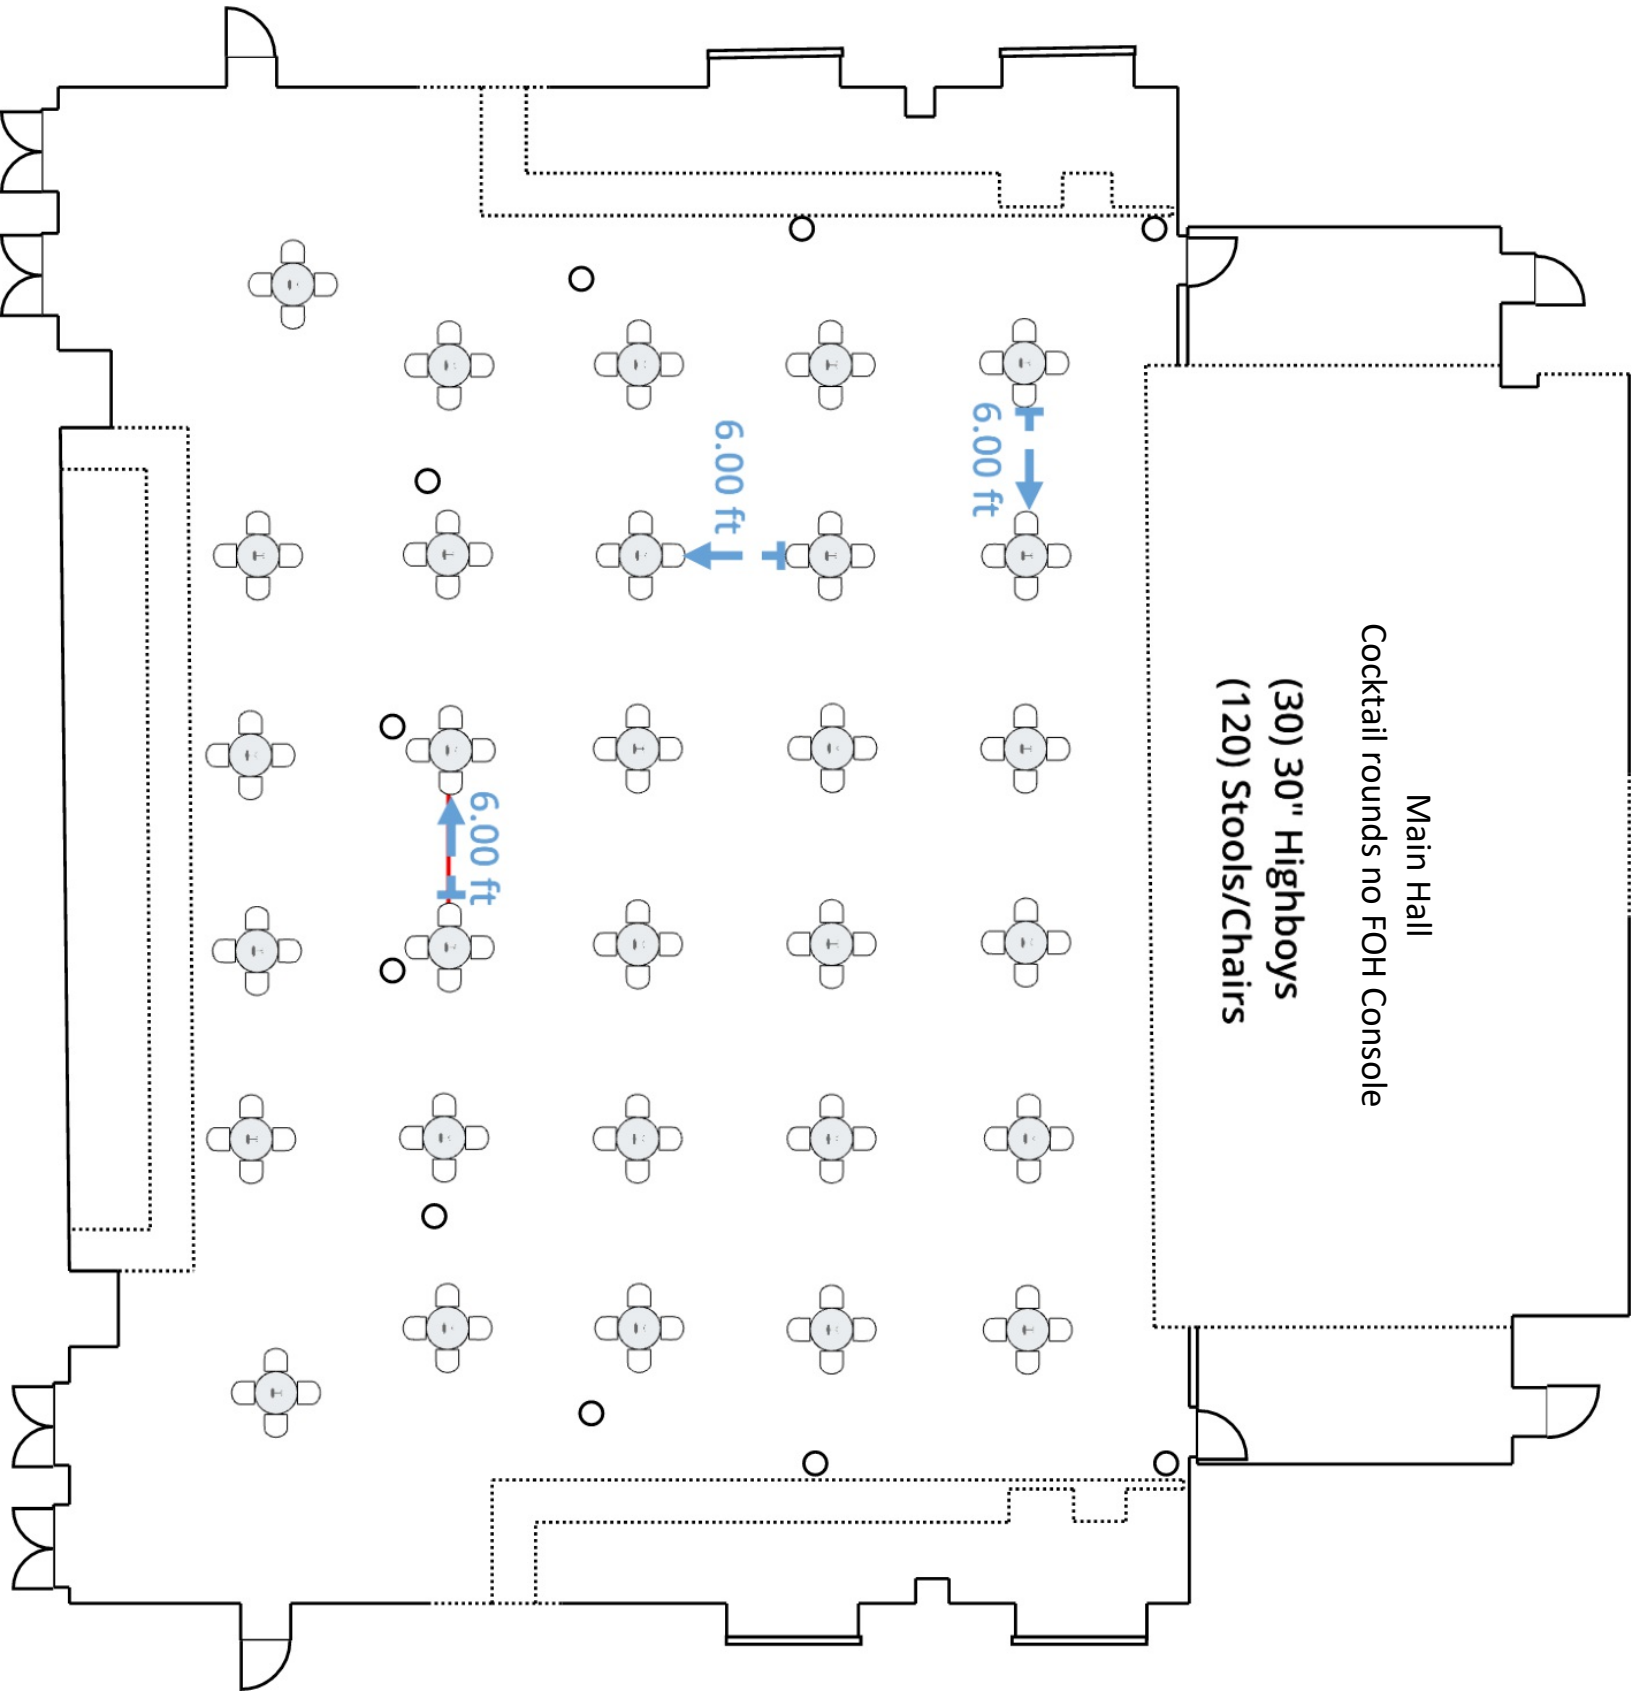 Main Hall
Cocktail rounds no FOH Console
(30) 30" Highboys
(120) Stools/Chairs
6.00 ft
6.00 ft
6.00 ft